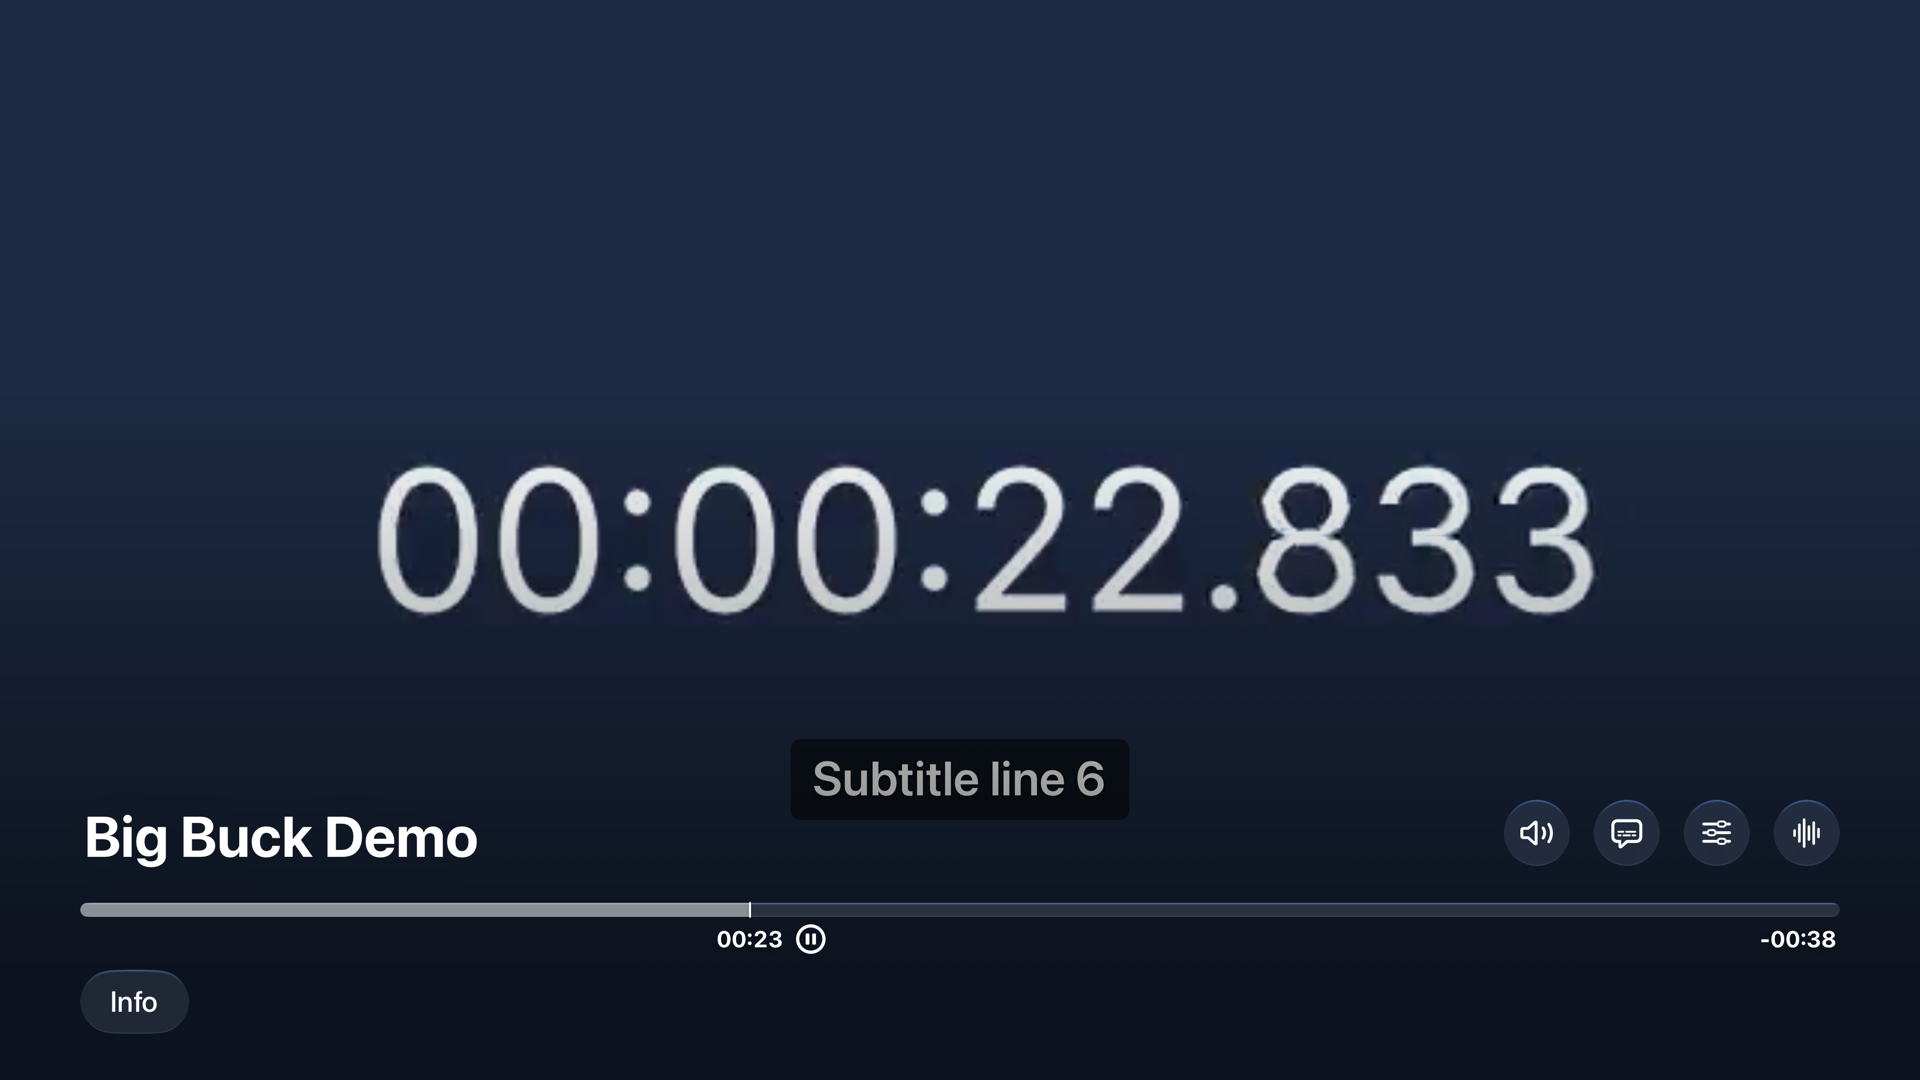 00:00:22.833
Subtitle line 6
Big Buck Demo
00:23
-00:38
Info